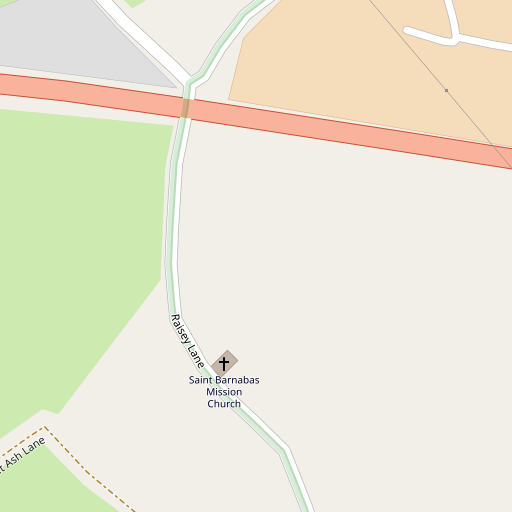 Raisey Lane
Saint Barnabas
Mission
Church
t Ash Lane